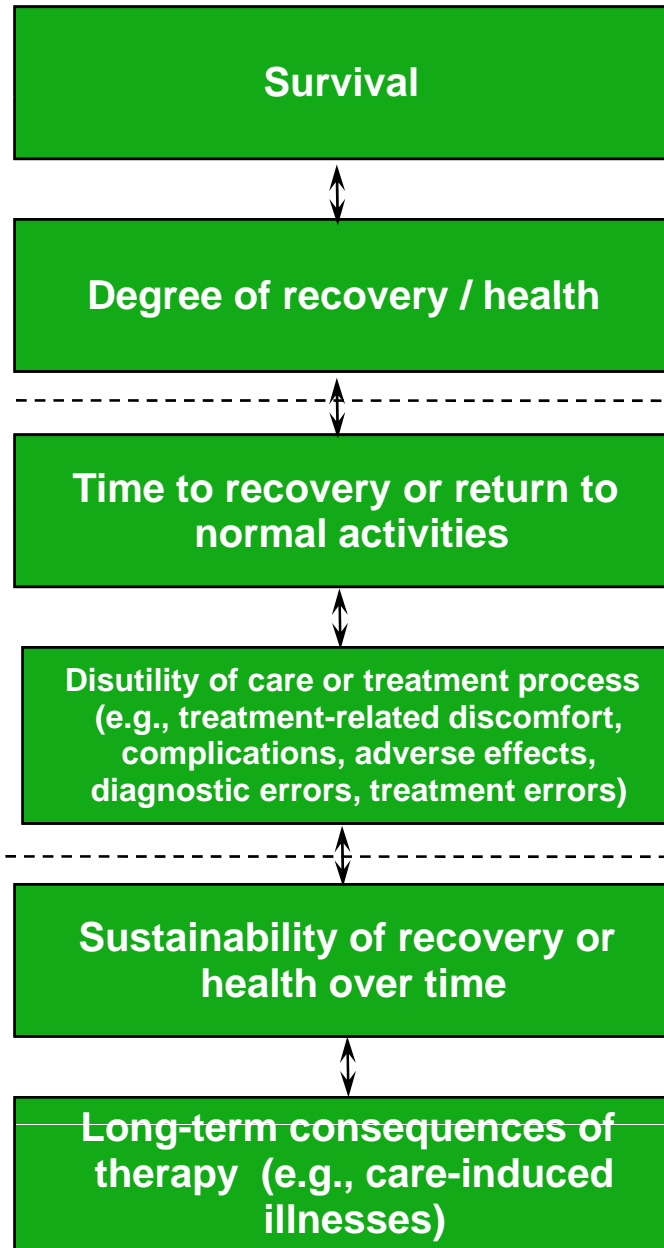 Survival
Degree of recovery / health
Time to recovery or return to
normal activities
Disutility of care or treatment process
(e.g., treatment-related discomfort,
complications, adverse effects,
diagnostic errors, treatment errors)
Sustainability of recovery or
health over time
Long-term consequences of
therapy (e.g., care-induced
illnesses)